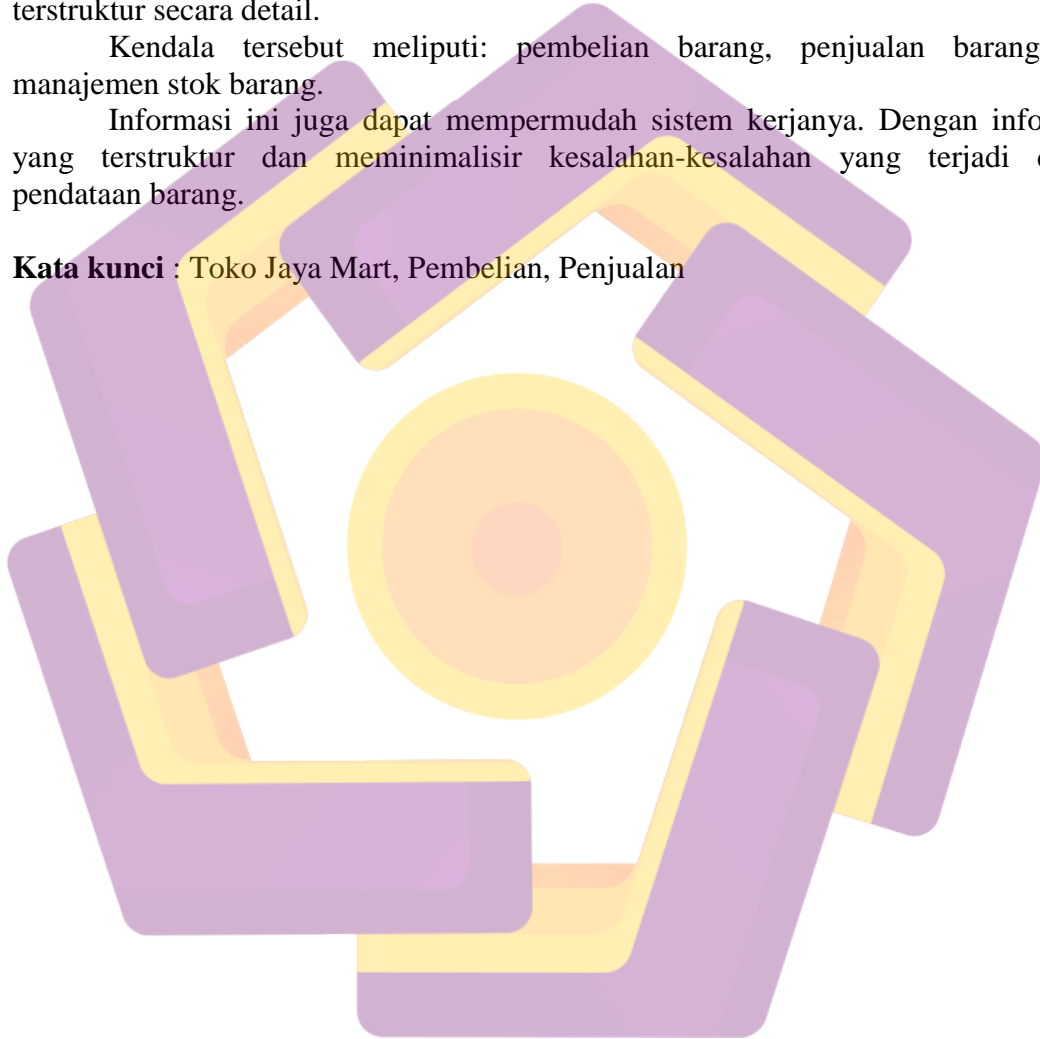 terstruktur secara detail.
Kendala tersebut meliputi: pembelian barang, penjualan barang
manajemen stok barang.
Informasi ini juga dapat mempermudah sistem kerjanya. Dengan info
yang terstruktur dan meminimalisir kesalahan-kesalahan yang terjadi
pendataan barang.
Kata kunci : Toko Jaya Mart, Pembelian, Penjualan